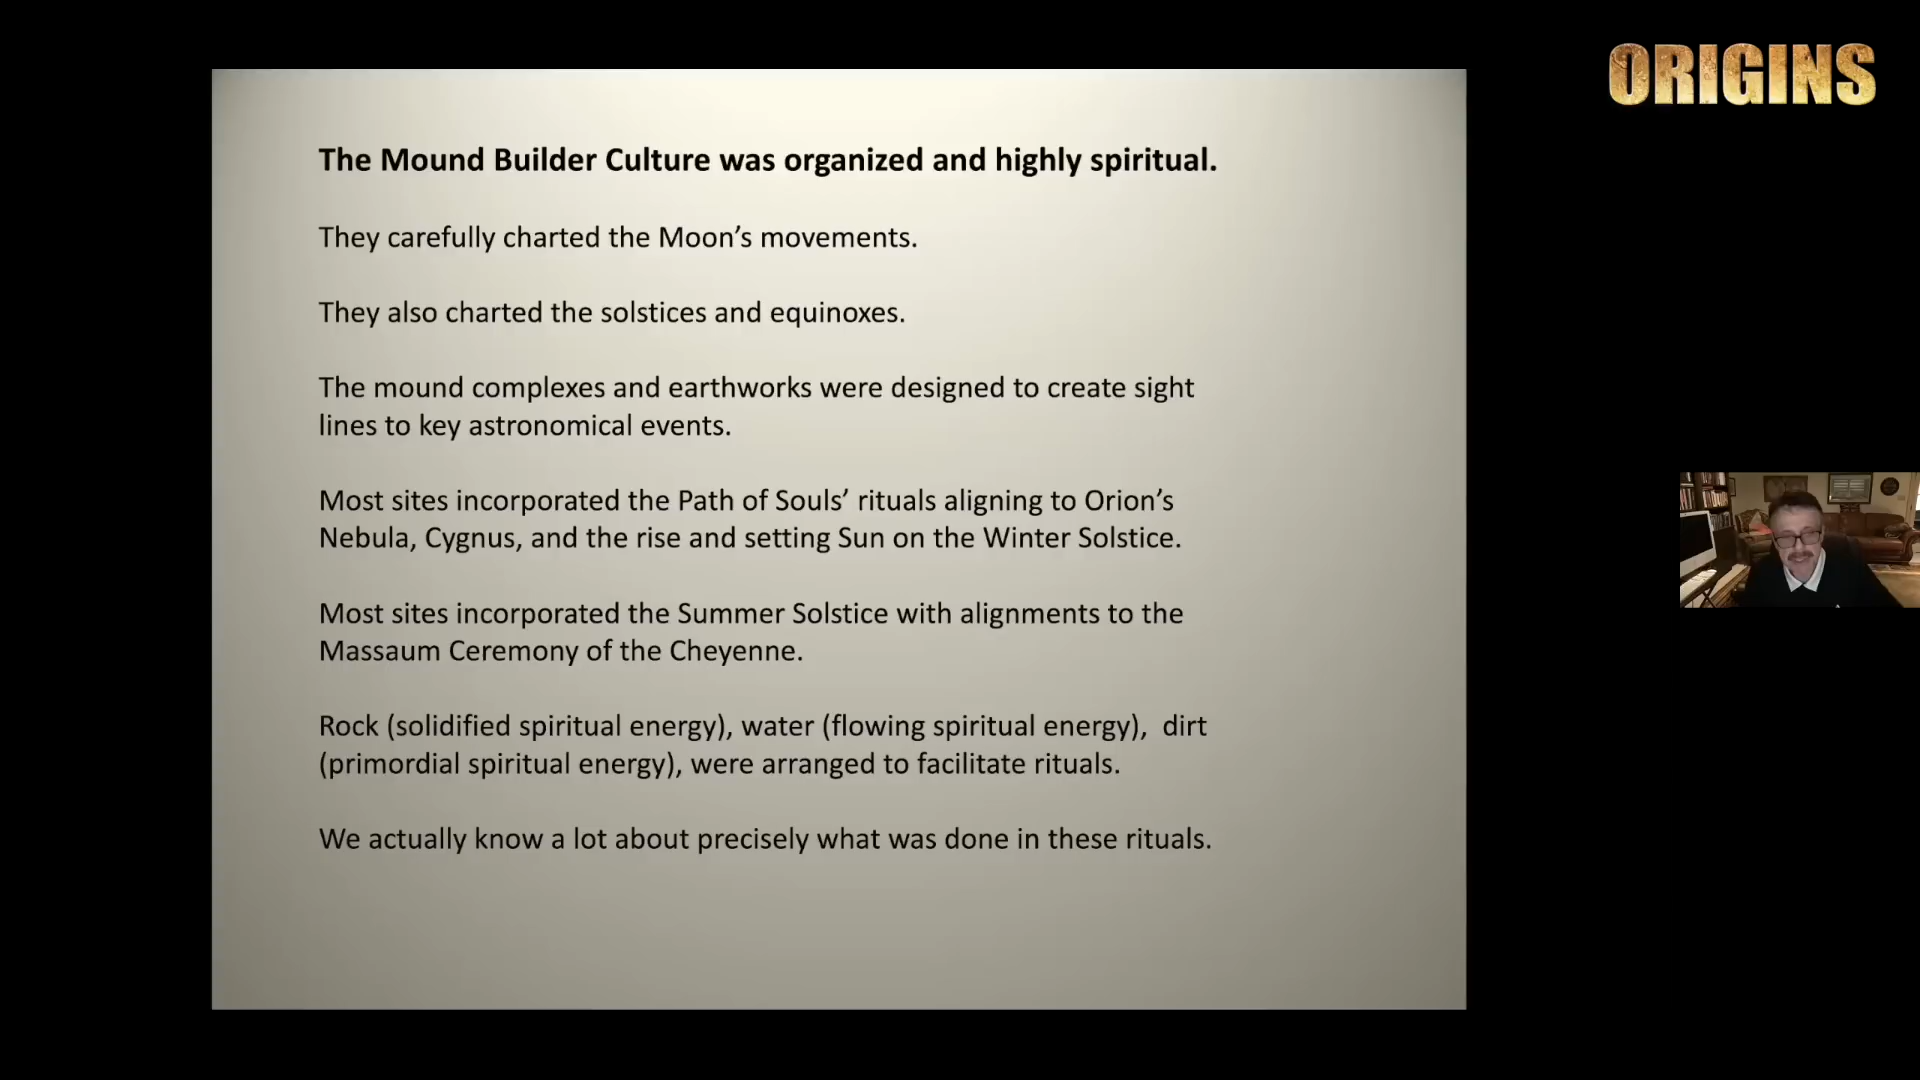 ORIGINS
The Mound Builder Culture was organized and highly spiritual.
They carefully charted the Moon’s movements.
They also charted the solstices and equinoxes.
The mound complexes and earthworks were designed to create sight
lines to key astronomical events.
Most sites incorporated the Path of Souls’ rituals aligning to Orion’s
Nebula, Cygnus, and the rise and setting Sun on the Winter Solstice.
Most sites incorporated the Summer Solstice with alignments to the
Massaum Ceremony of the Cheyenne.
Rock (solidified spiritual energy), water (flowing spiritual energy),  dirt
(primordial spiritual energy), were arranged to facilitate rituals.
We actually know a lot about precisely what was done in these rituals.